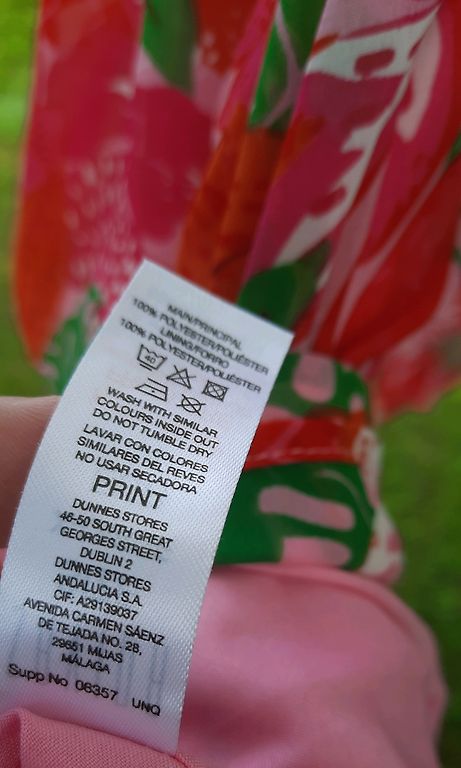 MAIN/PRINCIPAL
100% POLYESTER/POLIÉSTER
LINING/FORRO
100% POLYESTER/POLIÉSTER
40
WASH WITH SIMILAR
COLOURS INSIDE OUT
DO NOT TUMBLE DRY
LAVAR CON COLORES
SIMILARES DEL REVES
NO USAR SECADORA
PRINT
DUNNES STORES
46-50 SOUTH GREAT
GEORGES STREET,
DUBLIN 2
DUNNES STORES
ANDALUCIA S.A.
CIF: A29139037
AVENIDA CARMEN SÁENZ
DE TEJADA NO. 28,
29651 MIJAS
MÁLAGA
Supp No 06357 UNQ